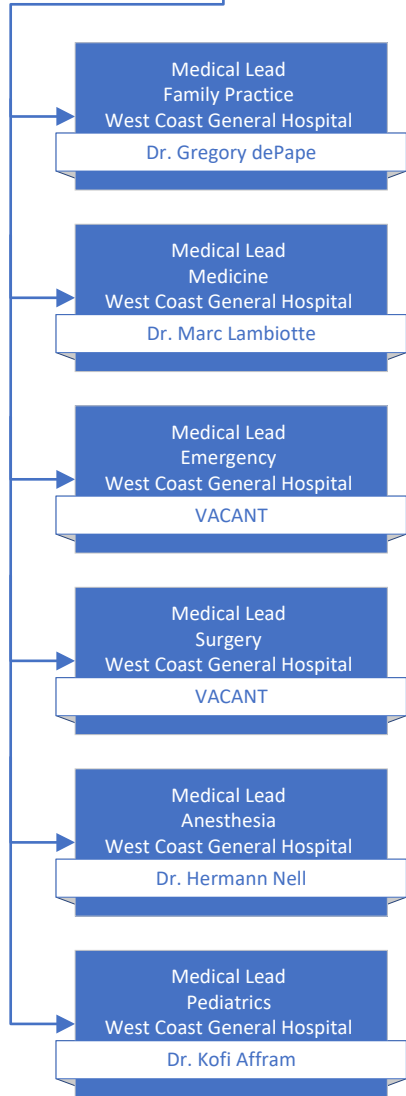 Medical Lead
Family Practice
West Coast General Hospital
Dr. Gregory dePape
Medical Lead
Medicine
West Coast General Hospital
Dr. Marc Lambiotte
Medical Lead
Emergency
West Coast General Hospital
VACANT
Medical Lead
Surgery
West Coast General Hospital
VACANT
Medical Lead
Anesthesia
West Coast General Hospital
Dr. Hermann Nell
Medical Lead
Pediatrics
West Coast General Hospital
Dr. Kofi Affram